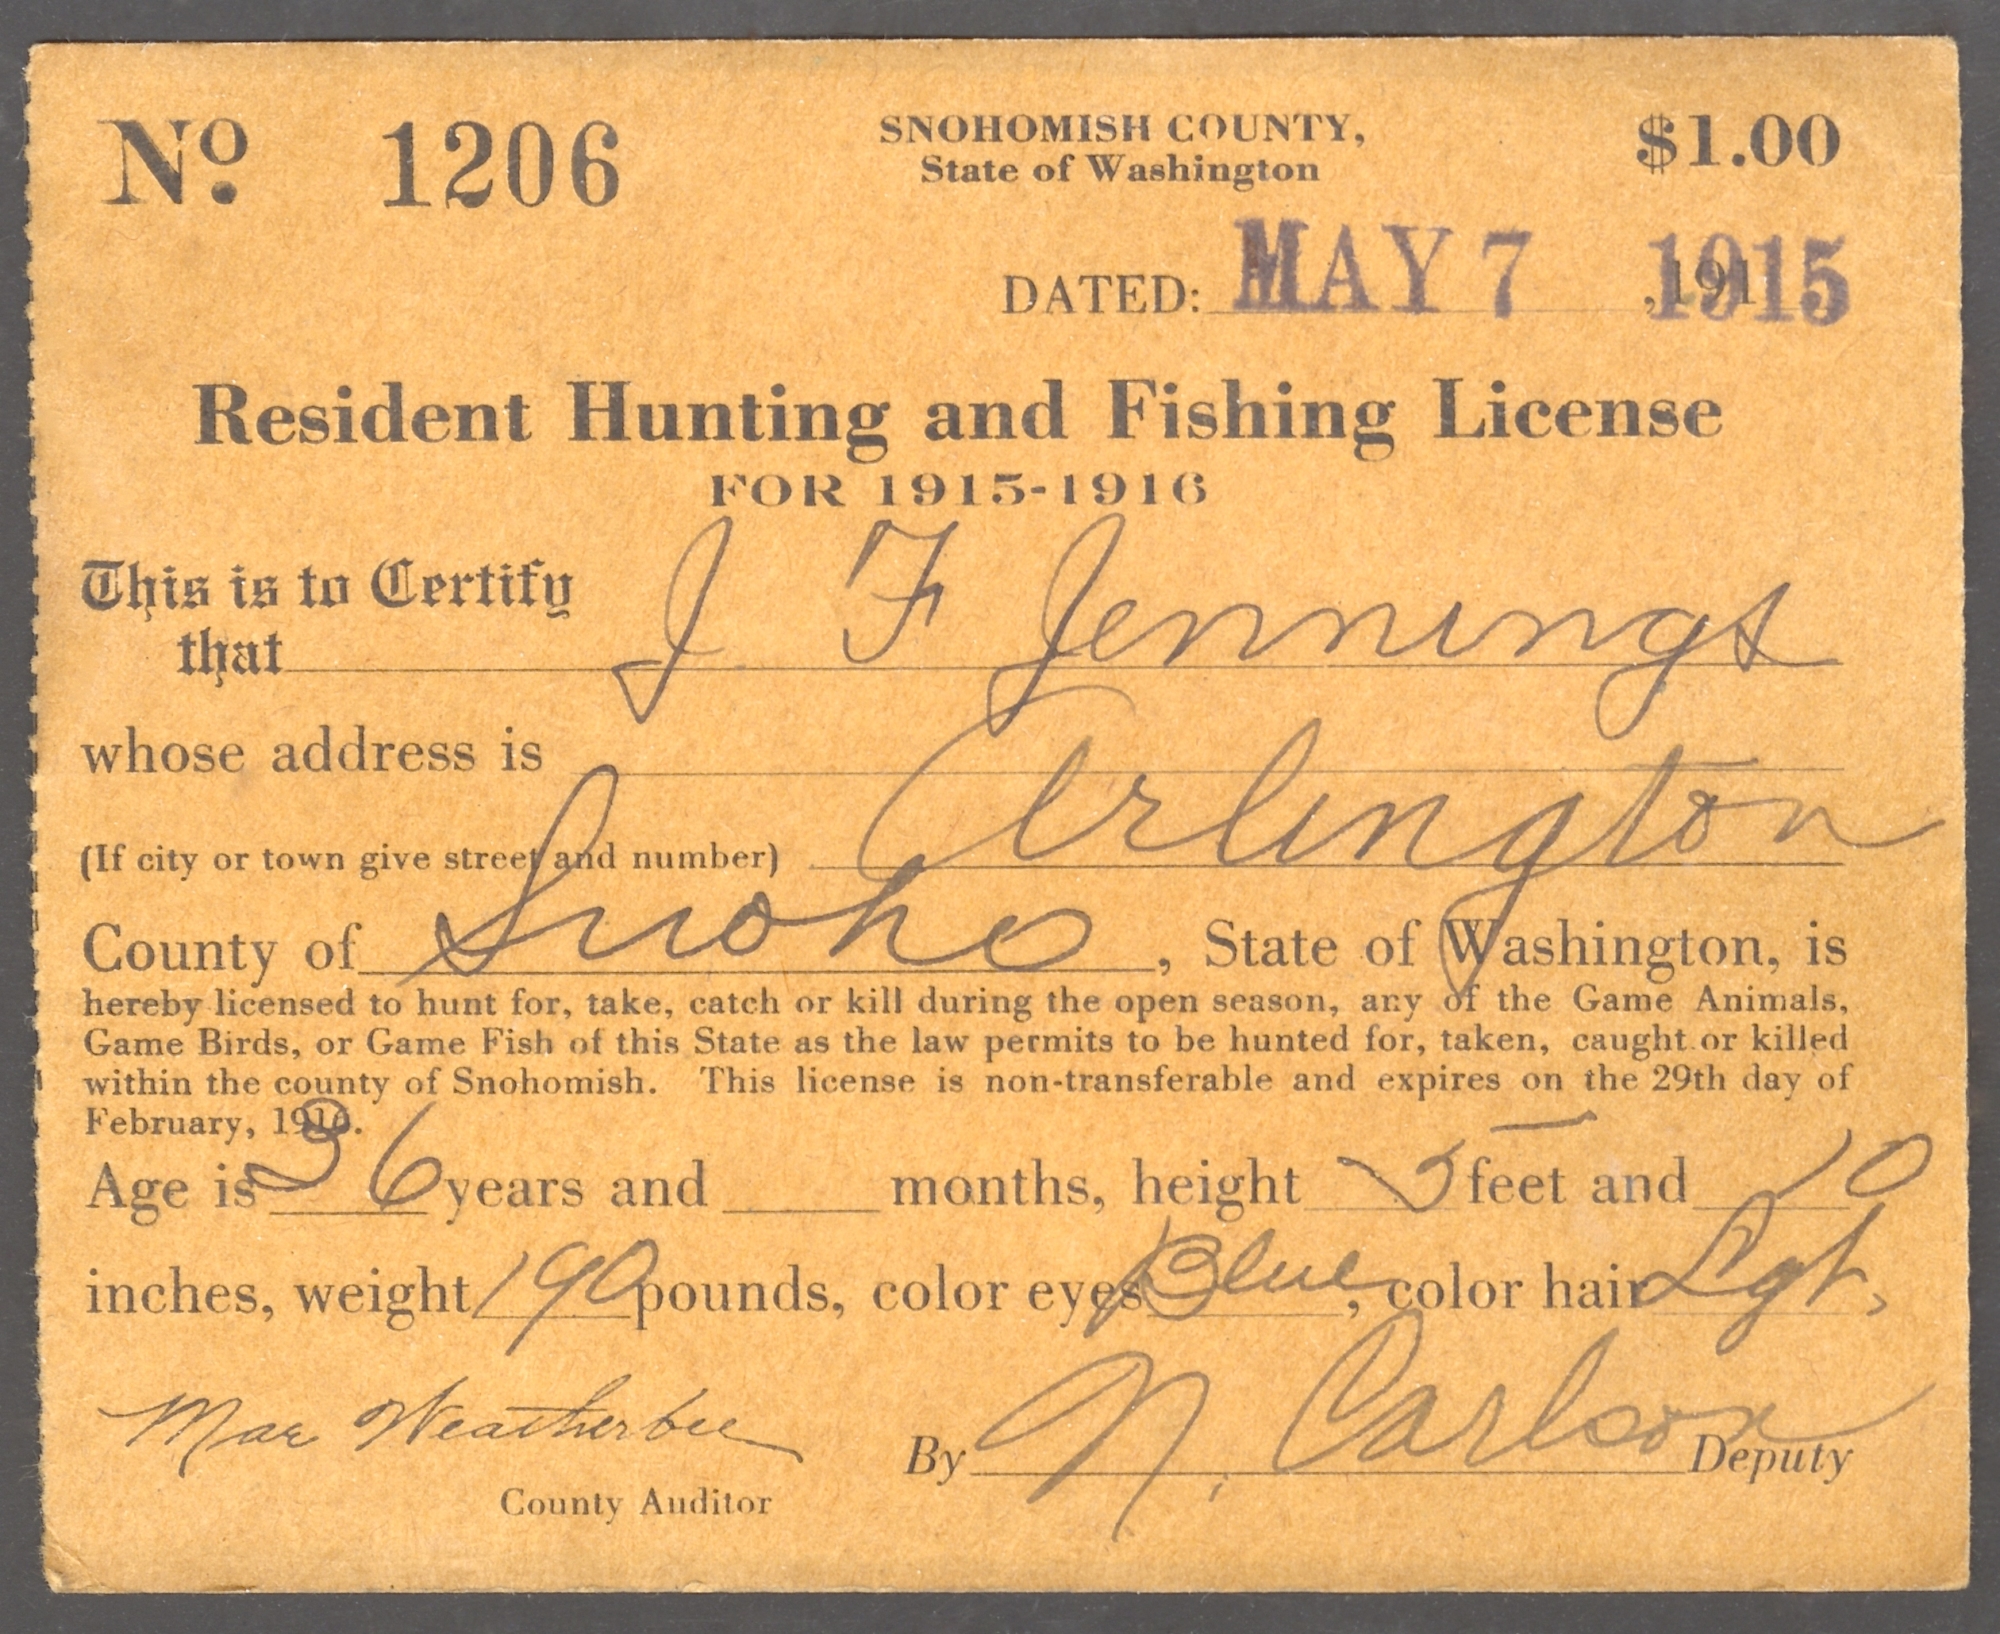 No. 1206
SNOHOMISH COUNTY,
State of Washington
$1.00
DATED: MAY 7 , 191 1915
Resident Hunting and Fishing License
FOR 1915-1916
This is to Certify
that J F Jennings
whose address is
(If city or town give street and number) Arlington
County of Snoho , State of Washington, is
hereby licensed to hunt for, take, catch or kill during the open season, any of the Game Animals,
Game Birds, or Game Fish of this State as the law permits to be hunted for, taken, caught or killed
within the county of Snohomish. This license is non-transferable and expires on the 29th day of
February, 1916.
Age is 36 years and months, height 5 feet and 10
inches, weight 190 pounds, color eyes Blue, color hair Lgt.
Mae Weatherbee
County Auditor
By N. Carlson Deputy